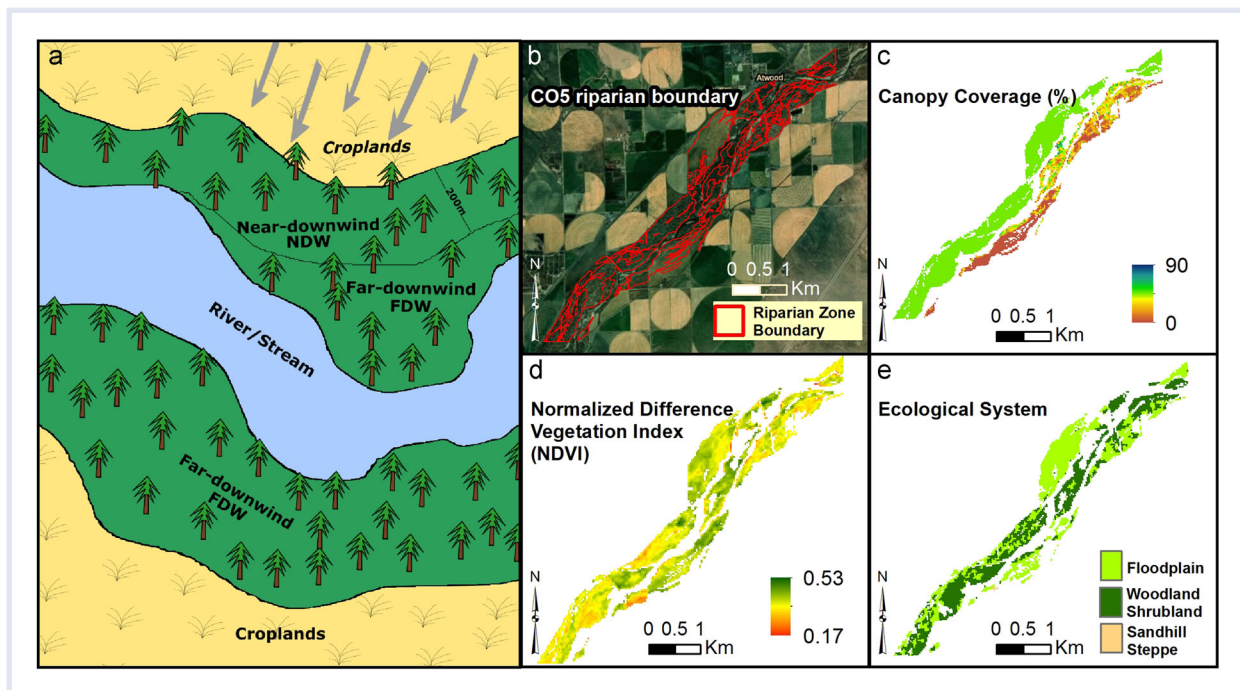 a
Croplands
200m
Near-downwind
NDW
Far-downwind
FDW
River/Stream
Far-downwind
FDW
Croplands
b
Atwood
CO5 riparian boundary
N
0 0.5 1
Km
Riparian Zone
Boundary
c
Canopy Coverage (%)
90
0
N
0 0.5 1
Km
d
Normalized Difference
Vegetation Index
(NDVI)
0.53
0.17
N
0 0.5 1
Km
e
Ecological System
Floodplain
Woodland
Shrubland
Sandhill
Steppe
N
0 0.5 1
Km